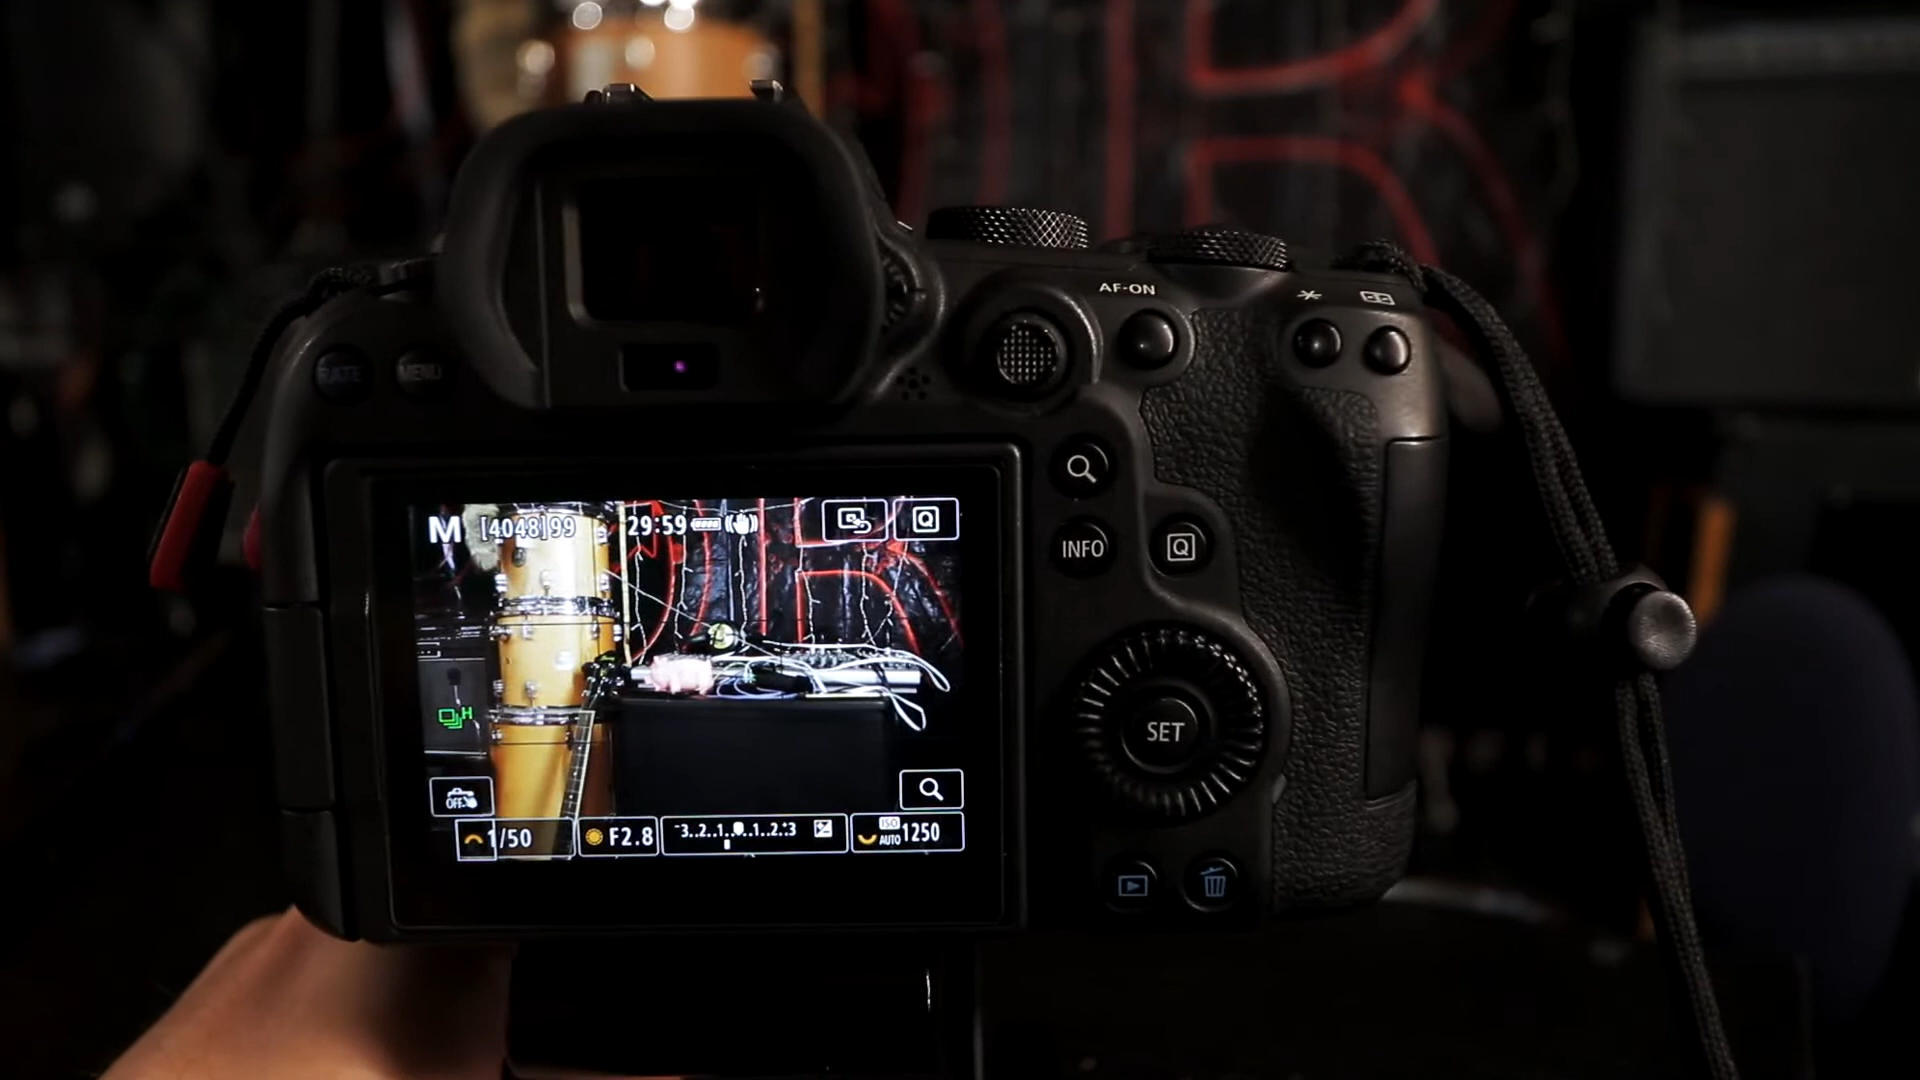 AF-ON
RATE MENU
M [4048]99 29:59 Q
INFO Q
H
SET
OFF
1/50 F2.8 -3..2..1..0..1..2..+3 ISO AUTO 1250